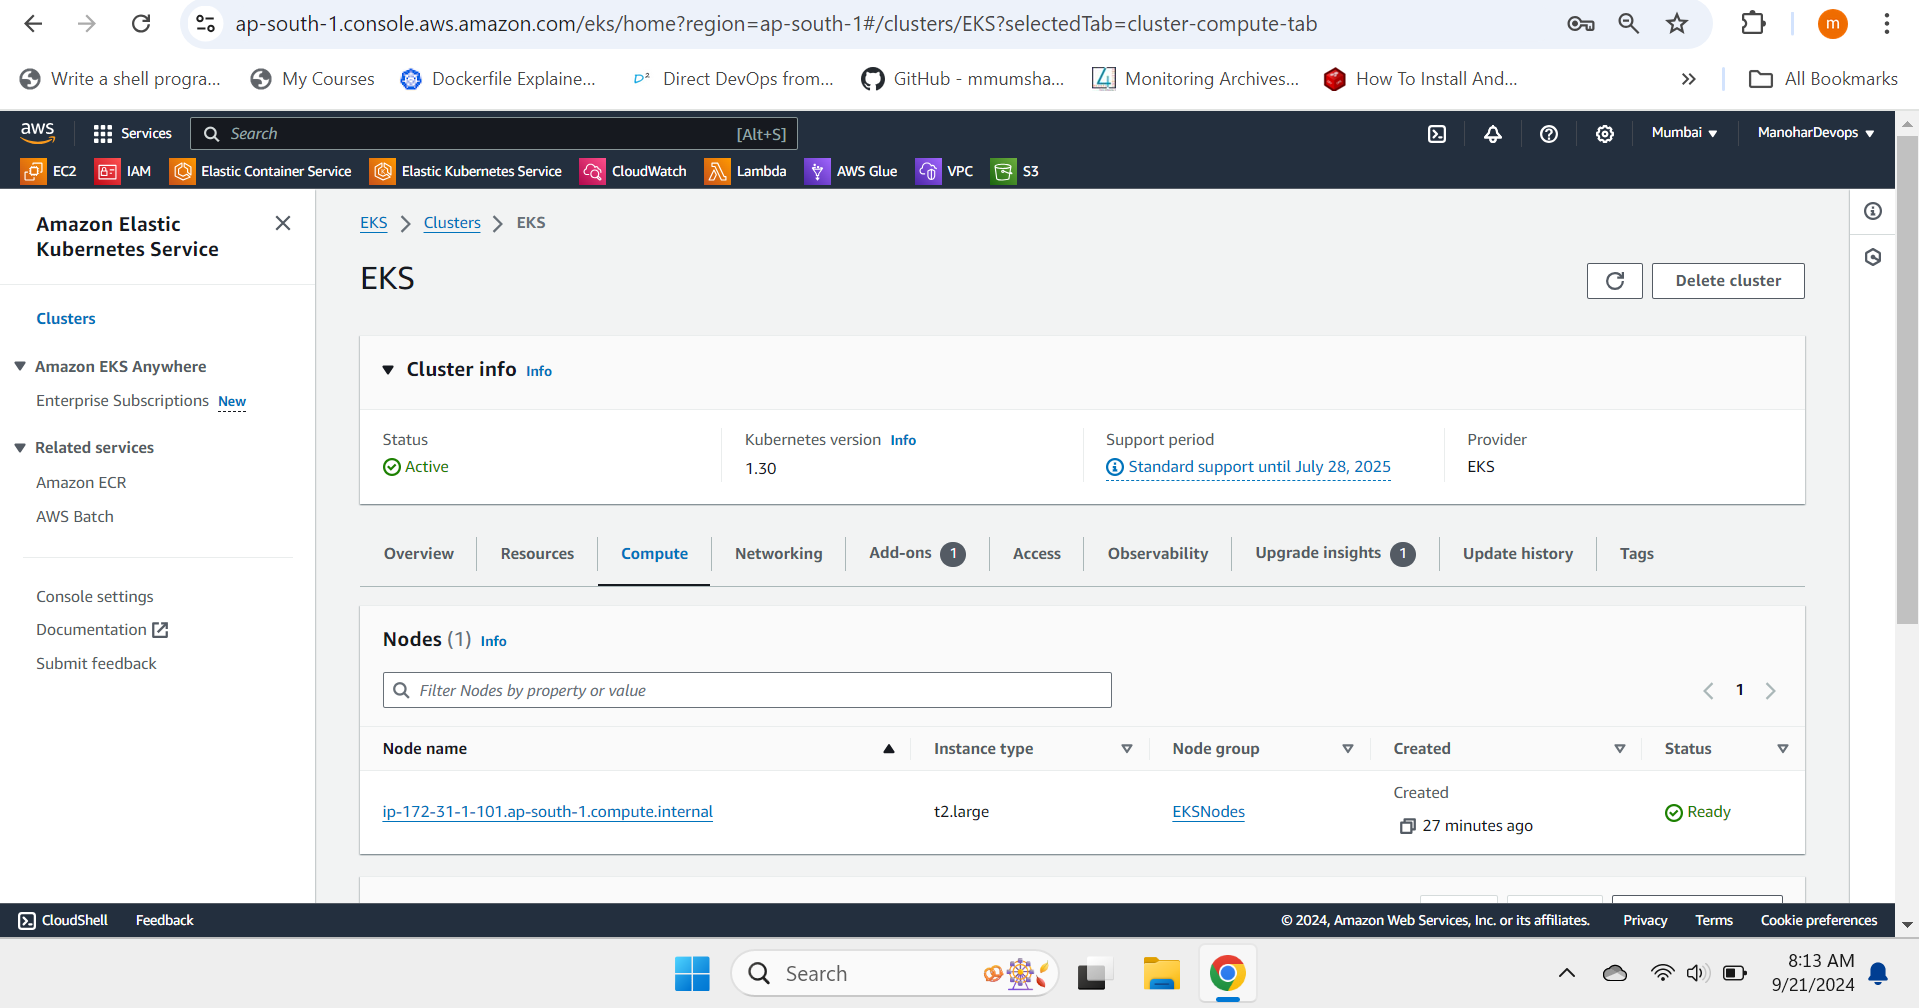 ap-south-1.console.aws.amazon.com/eks/home?region=ap-south-1#/clusters/EKS?selectedTab=cluster-compute-tab
m
Write a shell progra...
My Courses
Dockerfile Explaine...
Direct DevOps from...
GitHub - mmumsha...
Monitoring Archives...
How To Install And...
»
All Bookmarks
aws
Services
Search
[Alt+S]
Mumbai
ManoharDevops
EC2
IAM
Elastic Container Service
Elastic Kubernetes Service
CloudWatch
Lambda
AWS Glue
VPC
S3
Amazon Elastic
Kubernetes Service
Clusters
Amazon EKS Anywhere
Enterprise Subscriptions New
Related services
Amazon ECR
AWS Batch
Console settings
Documentation
Submit feedback
EKS
Clusters
EKS
EKS
Delete cluster
Cluster info Info
Status
Active
Kubernetes version Info
1.30
Support period
Standard support until July 28, 2025
Provider
EKS
Overview
Resources
Compute
Networking
Add-ons 1
Access
Observability
Upgrade insights 1
Update history
Tags
Nodes (1) Info
Filter Nodes by property or value
1
Node name
Instance type
Node group
Created
Status
ip-172-31-1-101.ap-south-1.compute.internal
t2.large
EKSNodes
Created
27 minutes ago
Ready
CloudShell
Feedback
© 2024, Amazon Web Services, Inc. or its affiliates.
Privacy
Terms
Cookie preferences
Search
8:13 AM
9/21/2024